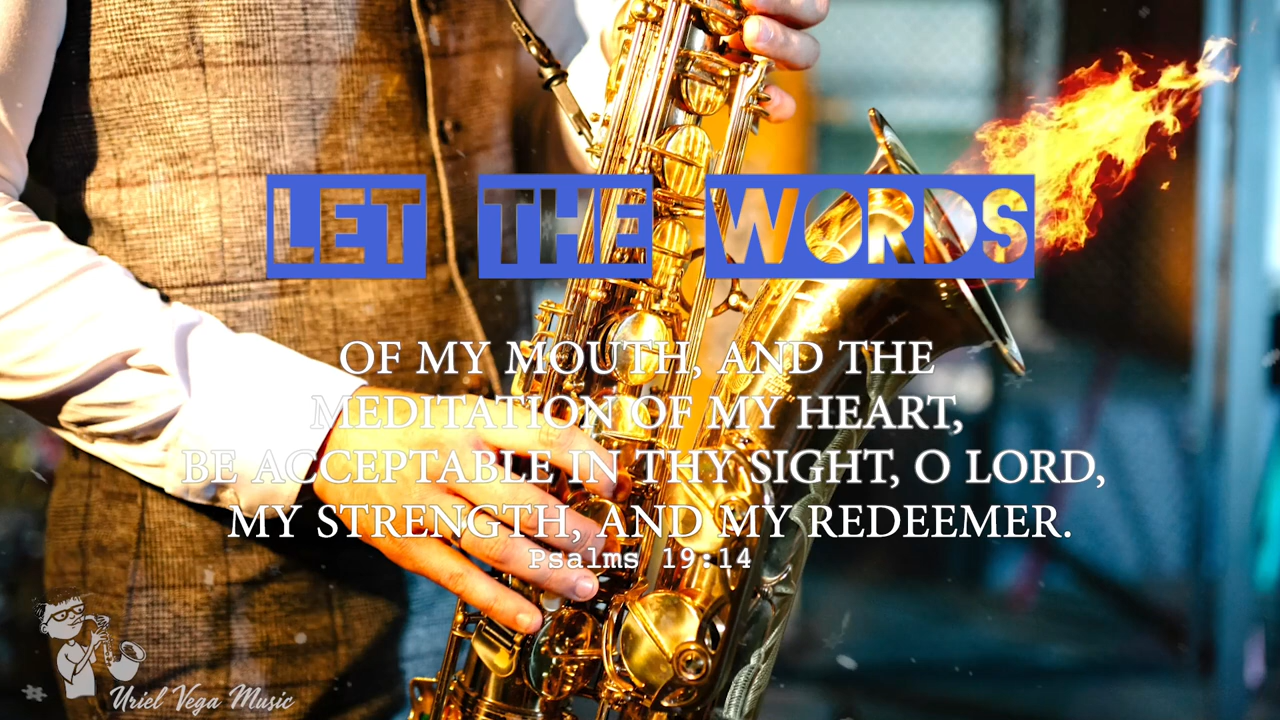 LET THE WORDS
OF MY MOUTH, AND THE
MEDITATION OF MY HEART,
BE ACCEPTABLE IN THY SIGHT, O LORD,
MY STRENGTH, AND MY REDEEMER.
Psalms 19:14
Uriel Vega Music